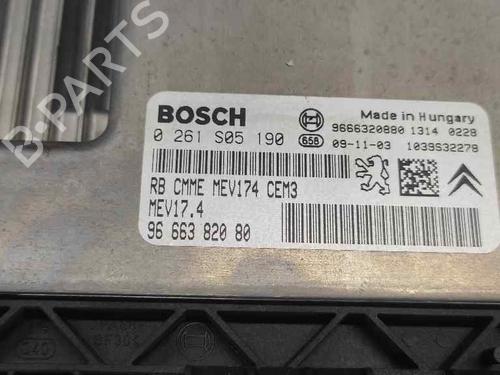 BOSCH
Made in Hungary
0 261 S05 190
9666320880 1314 0228
658
09-11-03 1039S32278
RB CMME MEV174 CEM3
MEV17.4
96 663 820 80
B-PARTS